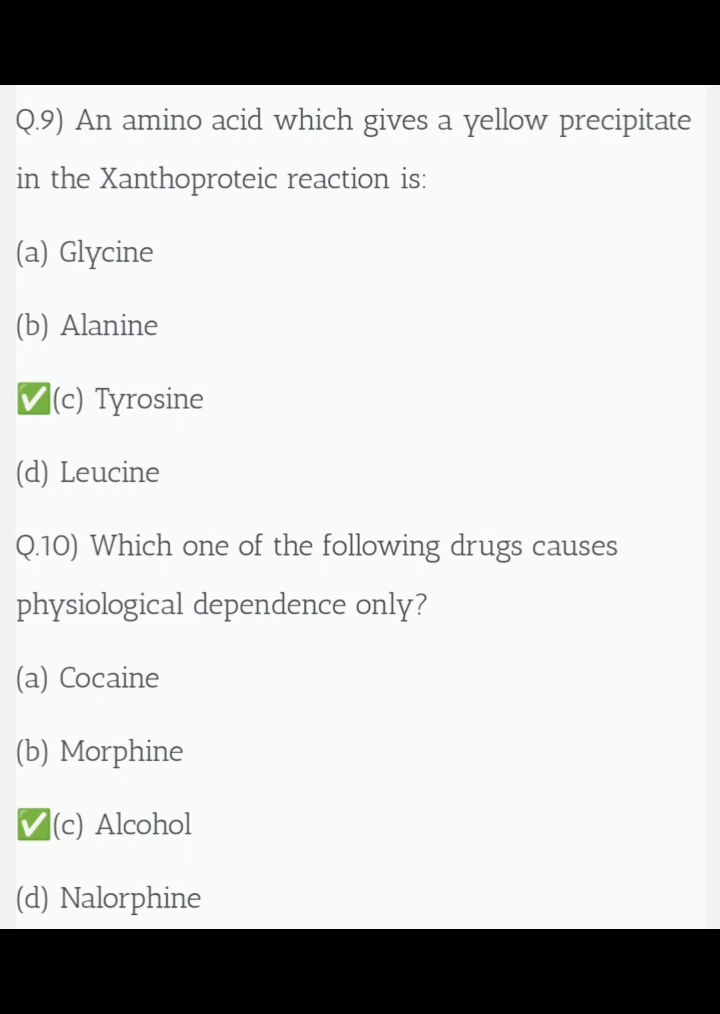 Q.9) An amino acid which gives a yellow precipitate
in the Xanthoproteic reaction is:
(a) Glycine
(b) Alanine
✅(c) Tyrosine
(d) Leucine
Q.10) Which one of the following drugs causes
physiological dependence only?
(a) Cocaine
(b) Morphine
✅(c) Alcohol
(d) Nalorphine